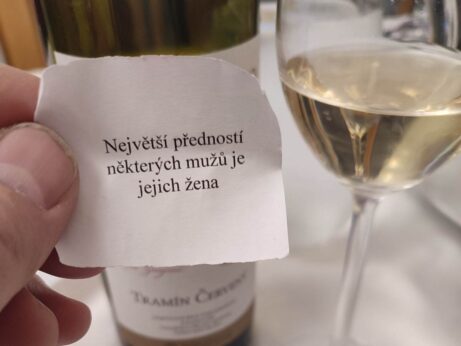 Největší předností
některých mužů je
jejich žena
TRAMÍN ČERVENÝ